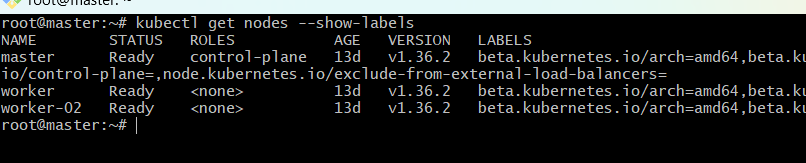 root@master: ~
root@master:~# kubectl get nodes --show-labels
NAME STATUS ROLES AGE VERSION LABELS
master Ready control-plane 13d v1.36.2 beta.kubernetes.io/arch=amd64,beta.ku
io/control-plane=,node.kubernetes.io/exclude-from-external-load-balancers=
worker Ready <none> 13d v1.36.2 beta.kubernetes.io/arch=amd64,beta.ku
worker-02 Ready <none> 13d v1.36.2 beta.kubernetes.io/arch=amd64,beta.ku
root@master:~#